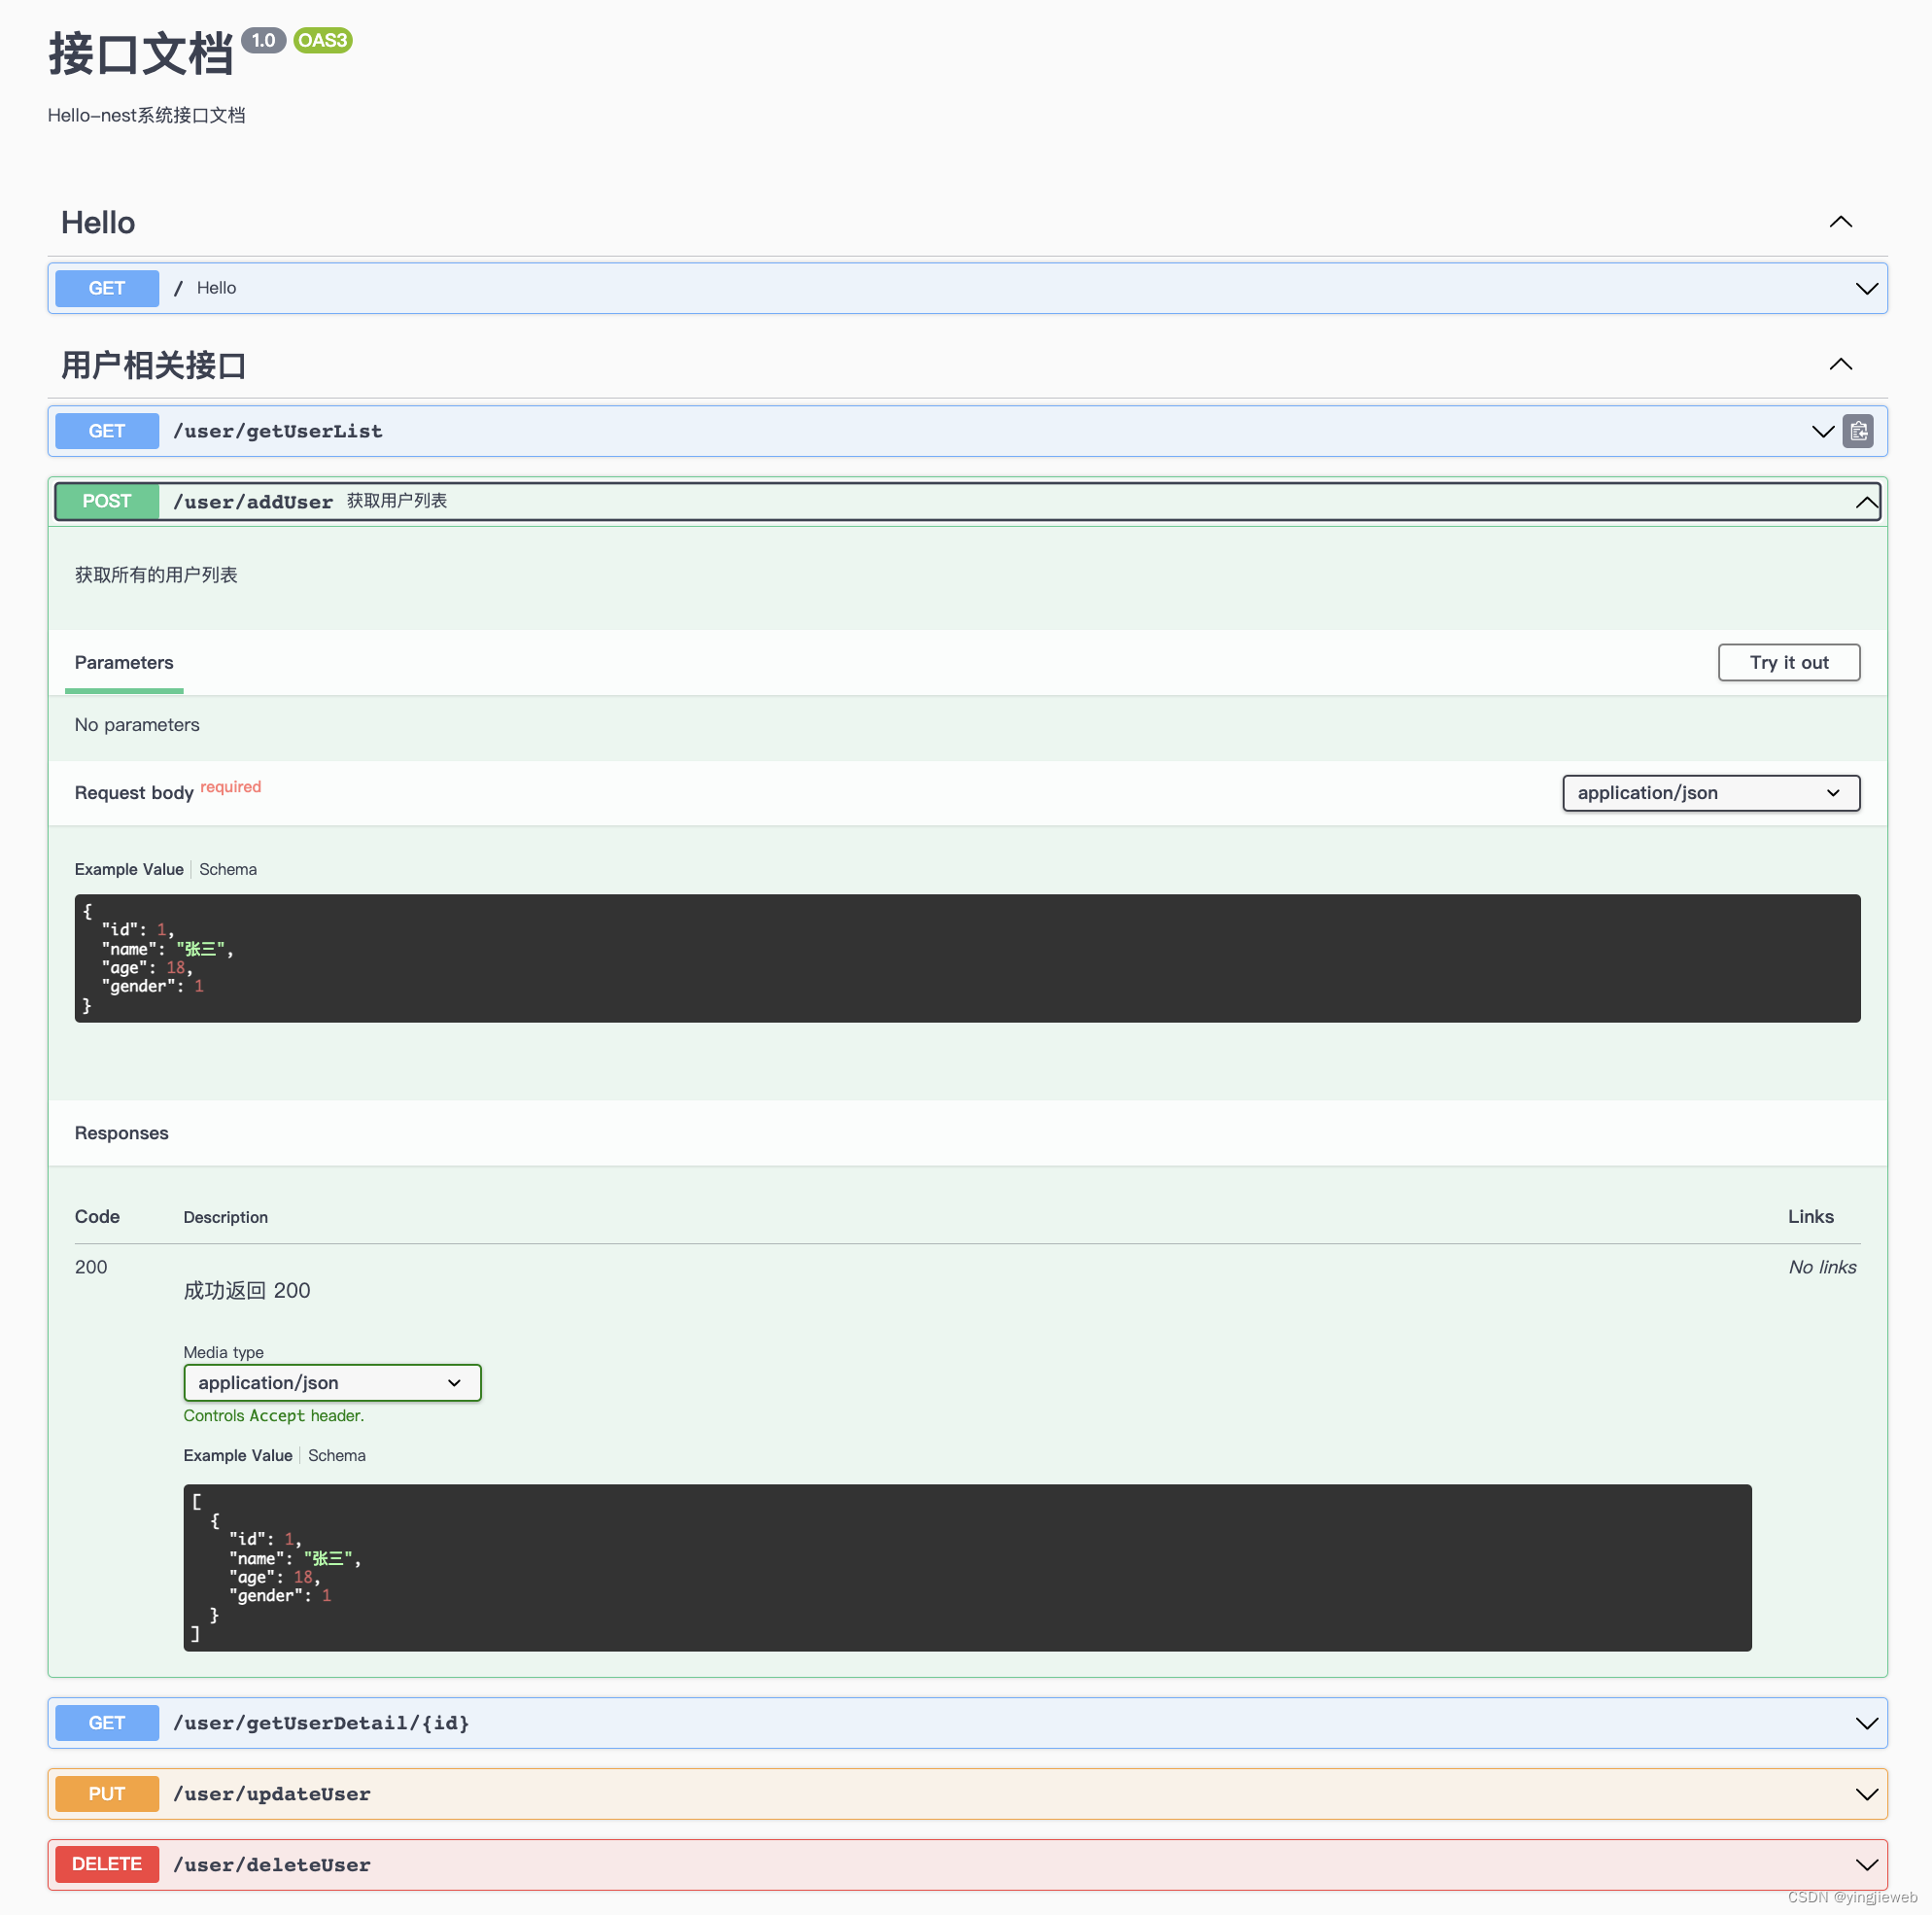 接口文档 1.0 OAS3
Hello-nest系统接口文档
Hello
GET / Hello
用户相关接口
GET /user/getUserList
POST /user/addUser 获取用户列表
获取所有的用户列表
Parameters Try it out
No parameters
Request body required application/json
Example Value Schema
{
"id": 1,
"name": "张三",
"age": 18,
"gender": 1
}
Responses
Code Description Links
200 No links
成功返回 200
Media type
application/json
Controls Accept header.
Example Value Schema
[
{
"id": 1,
"name": "张三",
"age": 18,
"gender": 1
}
]
GET /user/getUserDetail/{id}
PUT /user/updateUser
DELETE /user/deleteUser
CSDN @yingjieweb